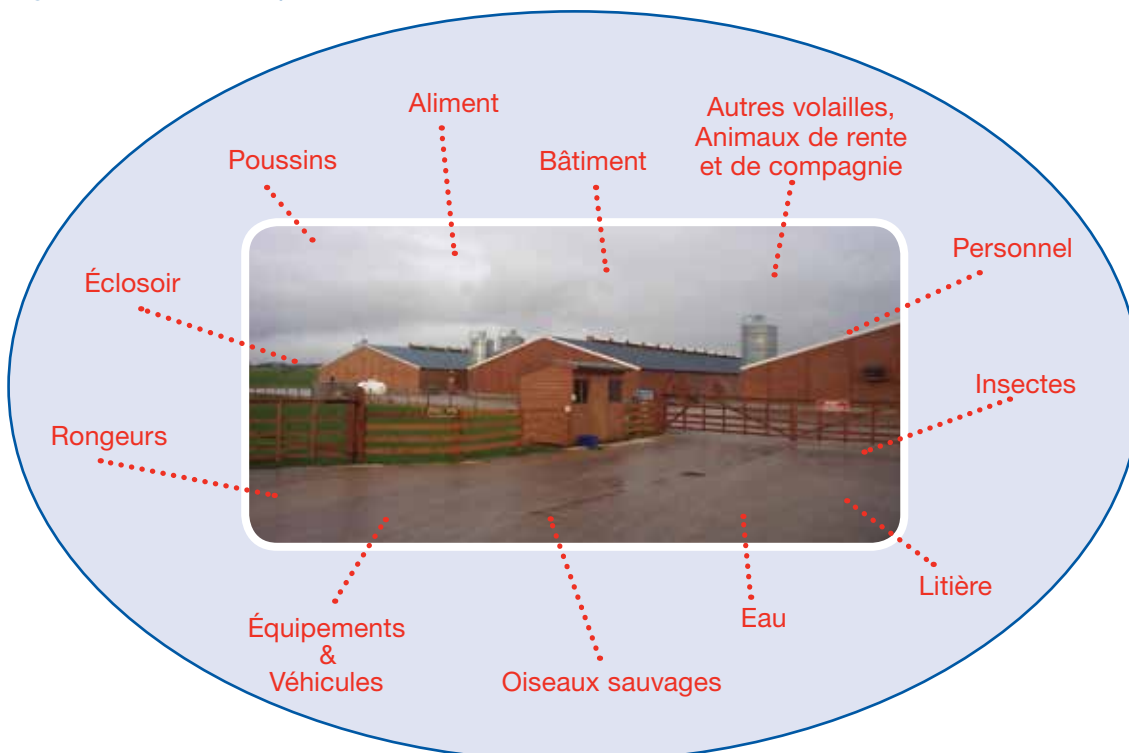 Aliment
Autres volailles,
Animaux de rente
et de compagnie
Poussins
Bâtiment
Personnel
Éclosoir
Insectes
Rongeurs
Litière
Équipements
&
Véhicules
Eau
Oiseaux sauvages